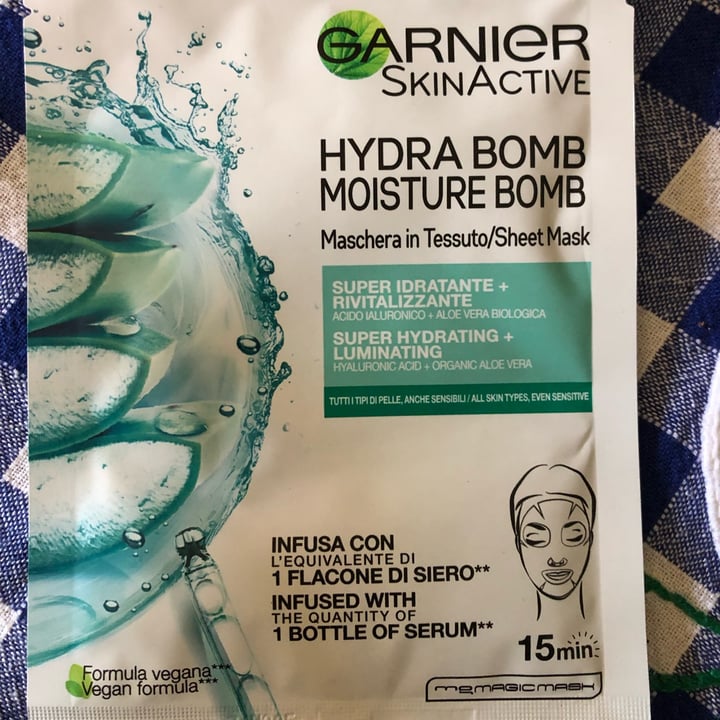 GARNIER
SKINACTIVE
HYDRA BOMB
MOISTURE BOMB
Maschera in Tessuto/Sheet Mask
SUPER IDRATANTE +
RIVITALIZZANTE
ACIDO IALURONICO + ALOE VERA BIOLOGICA
SUPER HYDRATING +
LUMINATING
HYALURONIC ACID + ORGANIC ALOE VERA
TUTTI I TIPI DI PELLE, ANCHE SENSIBILI / ALL SKIN TYPES, EVEN SENSITIVE
INFUSA CON
L'EQUIVALENTE DI
1 FLACONE DI SIERO**
INFUSED WITH
THE QUANTITY OF
1 BOTTLE OF SERUM**
15min
Formula vegana***
Vegan formula***
MAGIC MASK